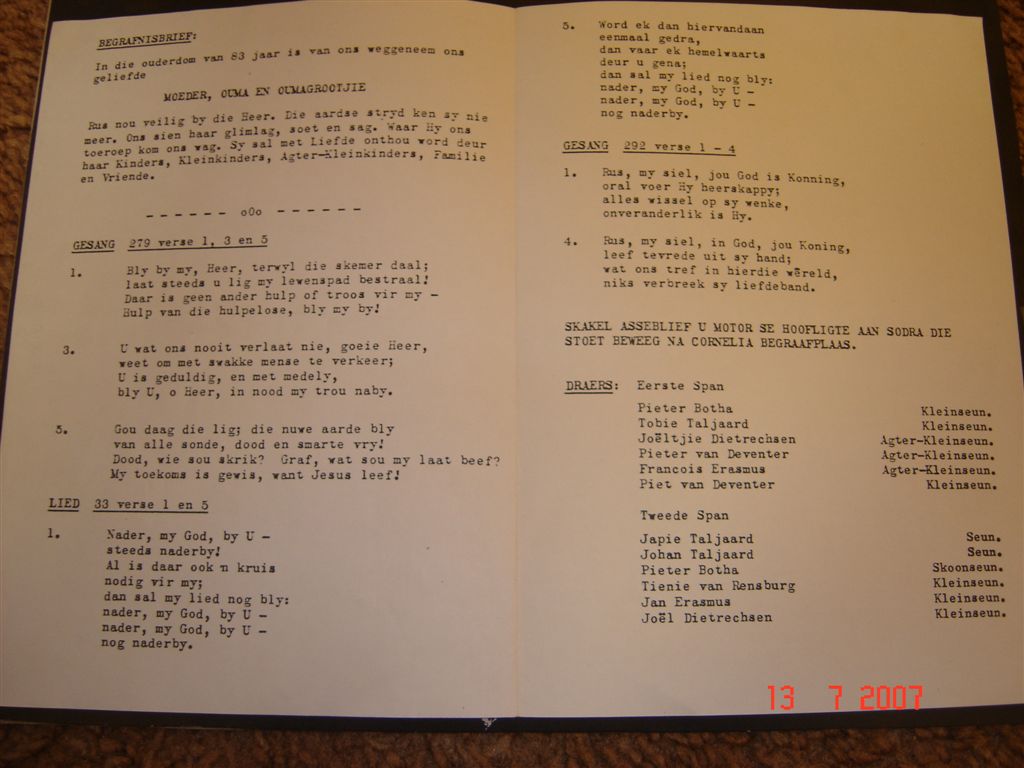 BEGRAFNISBRIEF:
In die ouderdom van 83 jaar is van ons weggeneem ons
geliefde
MOEDER, OUMA EN OUMAGROOTJIE
Rus nou veilig by die Heer. Die aardse stryd ken sy nie
meer. Ons sien haar glimlag, soet en sag. Waar Hy ons
toeroep kom ons wag. Sy sal met Liefde onthou word deur
haar Kinders, Kleinkinders, Agter-Kleinkinders, Familie
en Vriende.
- - - - - - oOo - - - - - -
GESANG 279 verse 1, 3 en 5
1. Bly by my, Heer, terwyl die skemer daal;
laat steeds u lig my lewenspad bestraal!
Daar is geen ander hulp of troos vir my -
Hulp van die hulpelose, bly my by!
3. U wat ons nooit verlaat nie, goeie Heer,
weet om met swakke mense te verkeer;
U is geduldig, en met medely,
bly U, o Heer, in nood my trou naby.
5. Gou daag die lig; die nuwe aarde bly
van alle sonde, dood en smarte vry!
Dood, wie sou skrik? Graf, wat sou my laat beef?
My toekoms is gewis, want Jesus leef!
LIED 33 verse 1 en 5
1. Nader, my God, by U -
steeds naderby!
Al is daar ook 'n kruis
nodig vir my;
dan sal my lied nog bly:
nader, my God, by U -
nader, my God, by U -
nog naderby.
5. Word ek dan hiervandaan
eenmaal gedra,
dan vaar ek hemelwaarts
deur u gena;
dan sal my lied nog bly:
nader, my God, by U -
nader, my God, by U -
nog naderby.
GESANG 292 verse 1 - 4
1. Rus, my siel, jou God is Konning,
oral voer Hy heerskappy;
alles wissel op sy wenke,
onveranderlik is Hy.
4. Rus, my siel, in God, jou Koning,
leef tevrede uit sy hand;
wat ons tref in hierdie wêreld,
niks verbreek sy liefdeband.
SKAKEL ASSEBLIEF U MOTOR SE HOOFLIGTE AAN SODRA DIE
STOET BEWEEG NA CORNELIA BEGRAAFPLAAS.
DRAERS: Eerste Span
Pieter Botha Kleinseun.
Tobie Taljaard Kleinseun.
Joëltjie Dietrechsen Agter-Kleinseun.
Pieter van Deventer Agter-Kleinseun.
Francois Erasmus Agter-Kleinseun.
Piet van Deventer Kleinseun.
Tweede Span
Japie Taljaard Seun.
Johan Taljaard Seun.
Pieter Botha Skoonseun.
Tienie van Rensburg Kleinseun.
Jan Erasmus Kleinseun.
Joël Dietrechsen Kleinseun.
13 7 2007